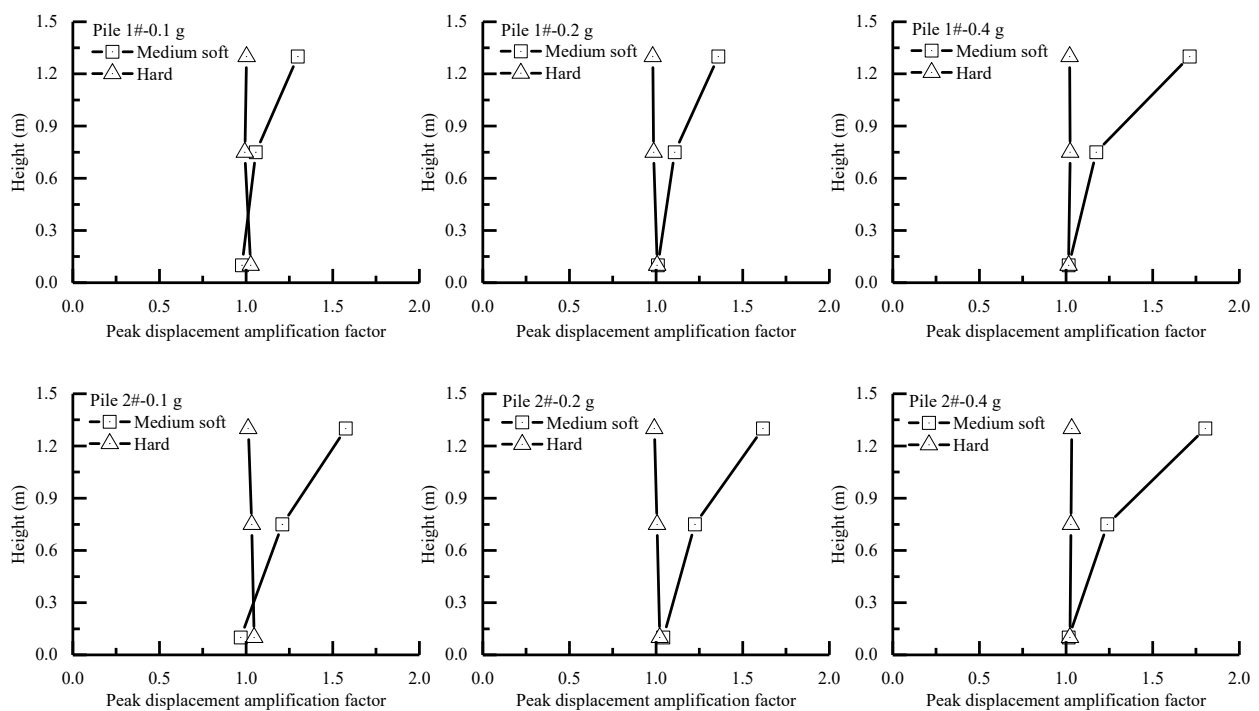 Pile 1#-0.1 g
Medium soft
Hard
1.5
1.2
0.9
0.6
0.3
0.0
Height (m)
0.0 0.5 1.0 1.5 2.0
Peak displacement amplification factor
Pile 1#-0.2 g
Medium soft
Hard
1.5
1.2
0.9
0.6
0.3
0.0
Height (m)
0.0 0.5 1.0 1.5 2.0
Peak displacement amplification factor
Pile 1#-0.4 g
Medium soft
Hard
1.5
1.2
0.9
0.6
0.3
0.0
Height (m)
0.0 0.5 1.0 1.5 2.0
Peak displacement amplification factor
Pile 2#-0.1 g
Medium soft
Hard
1.5
1.2
0.9
0.6
0.3
0.0
Height (m)
0.0 0.5 1.0 1.5 2.0
Peak displacement amplification factor
Pile 2#-0.2 g
Medium soft
Hard
1.5
1.2
0.9
0.6
0.3
0.0
Height (m)
0.0 0.5 1.0 1.5 2.0
Peak displacement amplification factor
Pile 2#-0.4 g
Medium soft
Hard
1.5
1.2
0.9
0.6
0.3
0.0
Height (m)
0.0 0.5 1.0 1.5 2.0
Peak displacement amplification factor